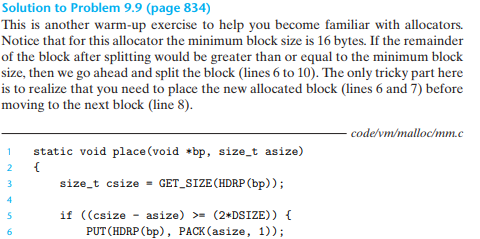 Solution to Problem 9.9 (page 834)
This is another warm-up exercise to help you become familiar with allocators.
Notice that for this allocator the minimum block size is 16 bytes. If the remainder
of the block after splitting would be greater than or equal to the minimum block
size, then we go ahead and split the block (lines 6 to 10). The only tricky part here
is to realize that you need to place the new allocated block (lines 6 and 7) before
moving to the next block (line 8).
code/vm/malloc/mm.c
1 static void place(void *bp, size_t asize)
2 {
3 size_t csize = GET_SIZE(HDRP(bp));
4
5 if ((csize - asize) >= (2*DSIZE)) {
6 PUT(HDRP(bp), PACK(asize, 1));